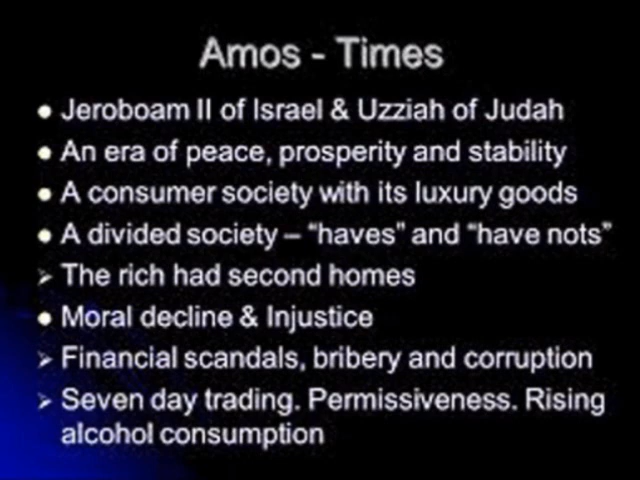 Amos - Times
● Jeroboam II of Israel & Uzziah of Judah
● An era of peace, prosperity and stability
● A consumer society with its luxury goods
● A divided society – “haves” and “have nots”
➢ The rich had second homes
● Moral decline & Injustice
➢ Financial scandals, bribery and corruption
➢ Seven day trading. Permissiveness. Rising
alcohol consumption